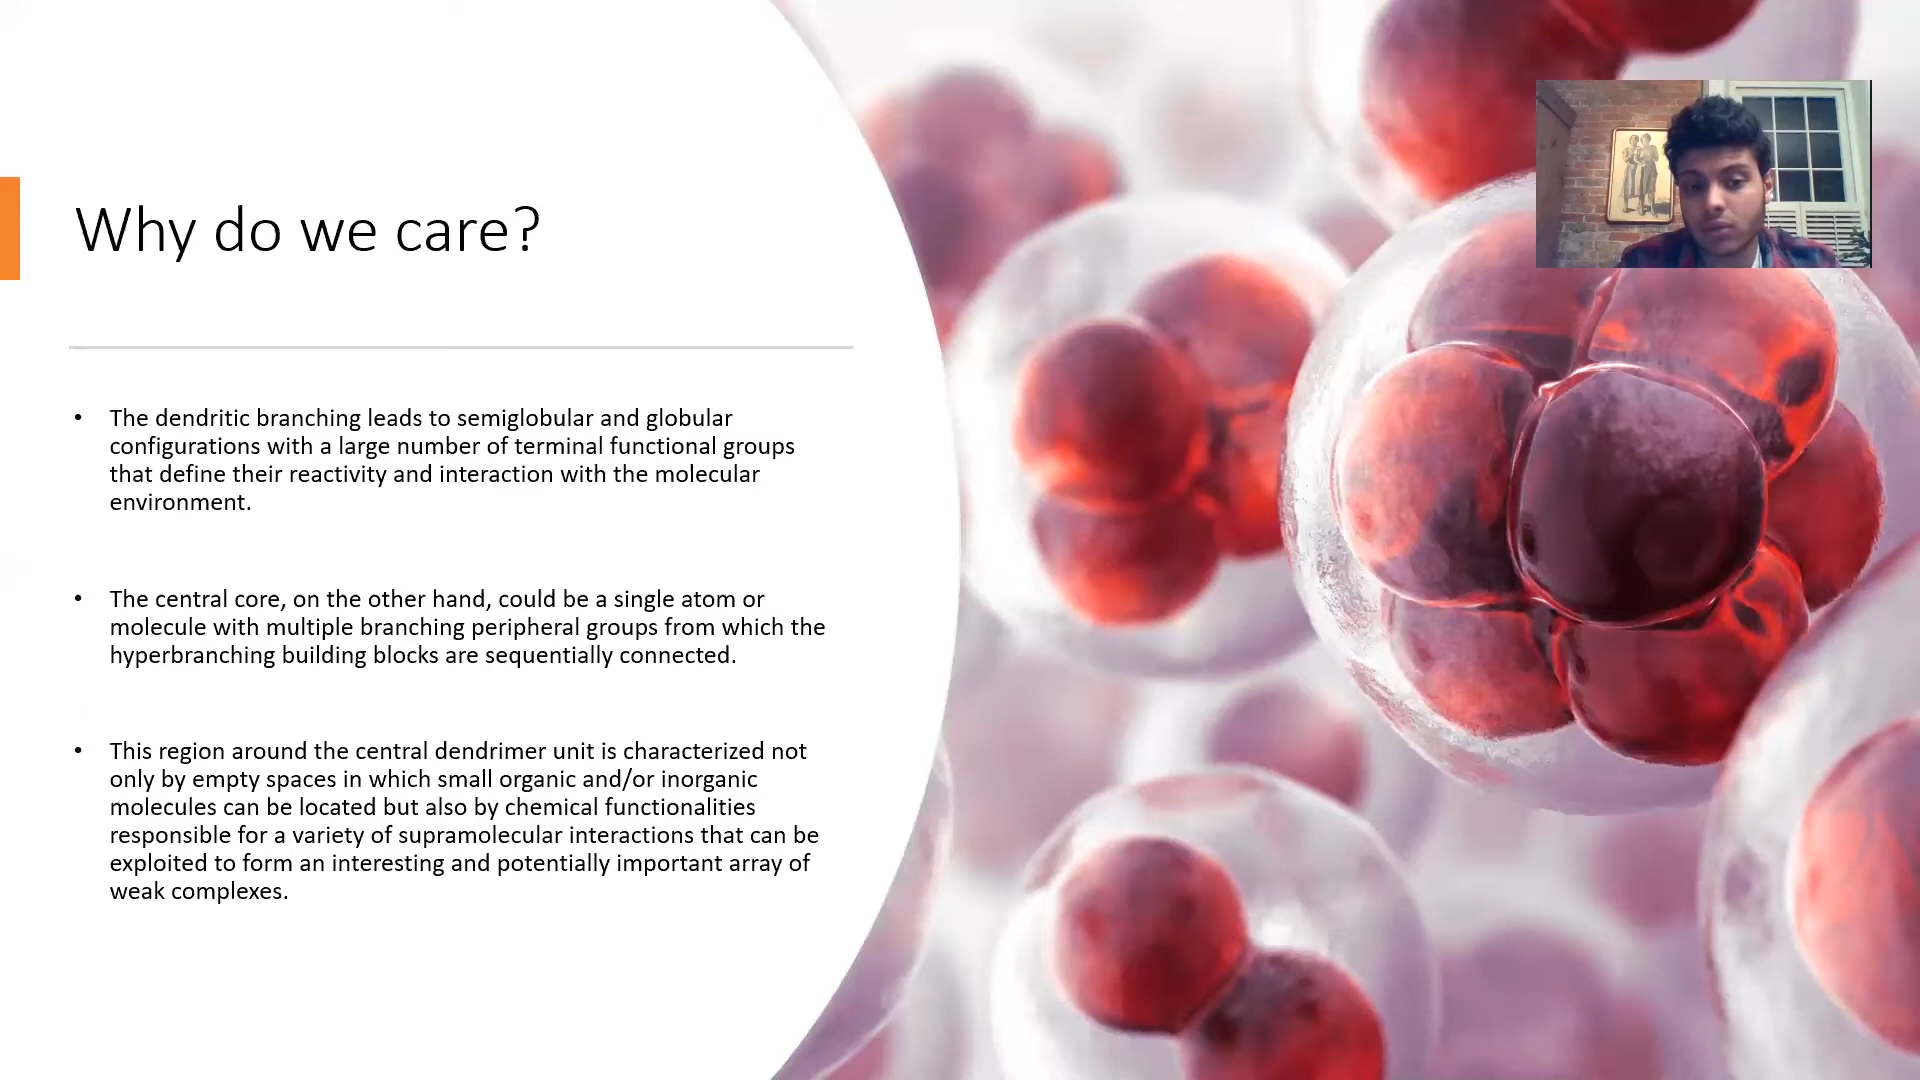 Why do we care?
• The dendritic branching leads to semiglobular and globular
configurations with a large number of terminal functional groups
that define their reactivity and interaction with the molecular
environment.
• The central core, on the other hand, could be a single atom or
molecule with multiple branching peripheral groups from which the
hyperbranching building blocks are sequentially connected.
• This region around the central dendrimer unit is characterized not
only by empty spaces in which small organic and/or inorganic
molecules can be located but also by chemical functionalities
responsible for a variety of supramolecular interactions that can be
exploited to form an interesting and potentially important array of
weak complexes.